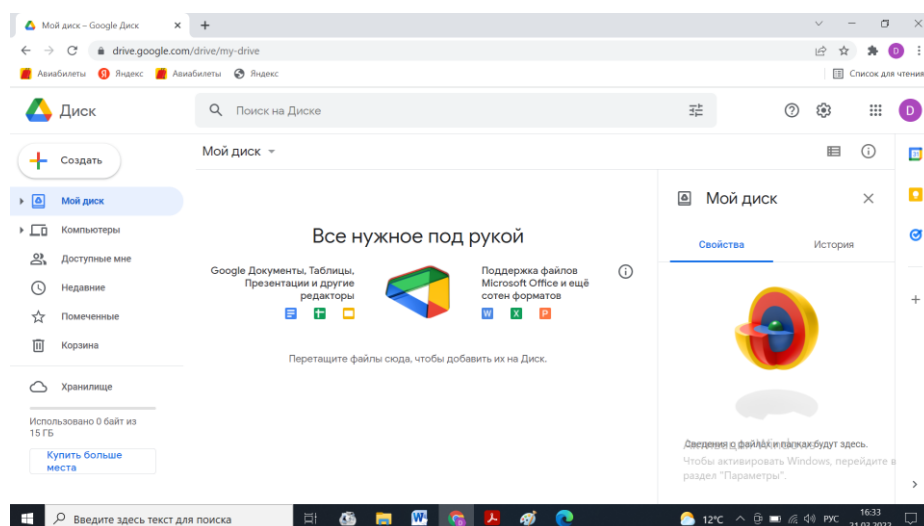 Мой диск – Google Диск
drive.google.com/drive/my-drive
Авиабилеты Яндекс Авиабилеты Яндекс Список для чтения
Диск
Поиск на Диске
D
Создать
Мой диск
Мой диск
Компьютеры
Доступные мне
Недавние
Помеченные
Корзина
Хранилище
Использовано 0 байт из
15 ГБ
Купить больше
места
Все нужное под рукой
Google Документы, Таблицы,
Презентации и другие
редакторы
Поддержка файлов
Microsoft Office и ещё
сотен форматов
W X P
Перетащите файлы сюда, чтобы добавить их на Диск.
Мой диск
Свойства История
Сведения о файлах и папках будут здесь.
Чтобы активировать Windows, перейдите в
раздел "Параметры".
Введите здесь текст для поиска
12°C
РУС
16:33
21.03.2022